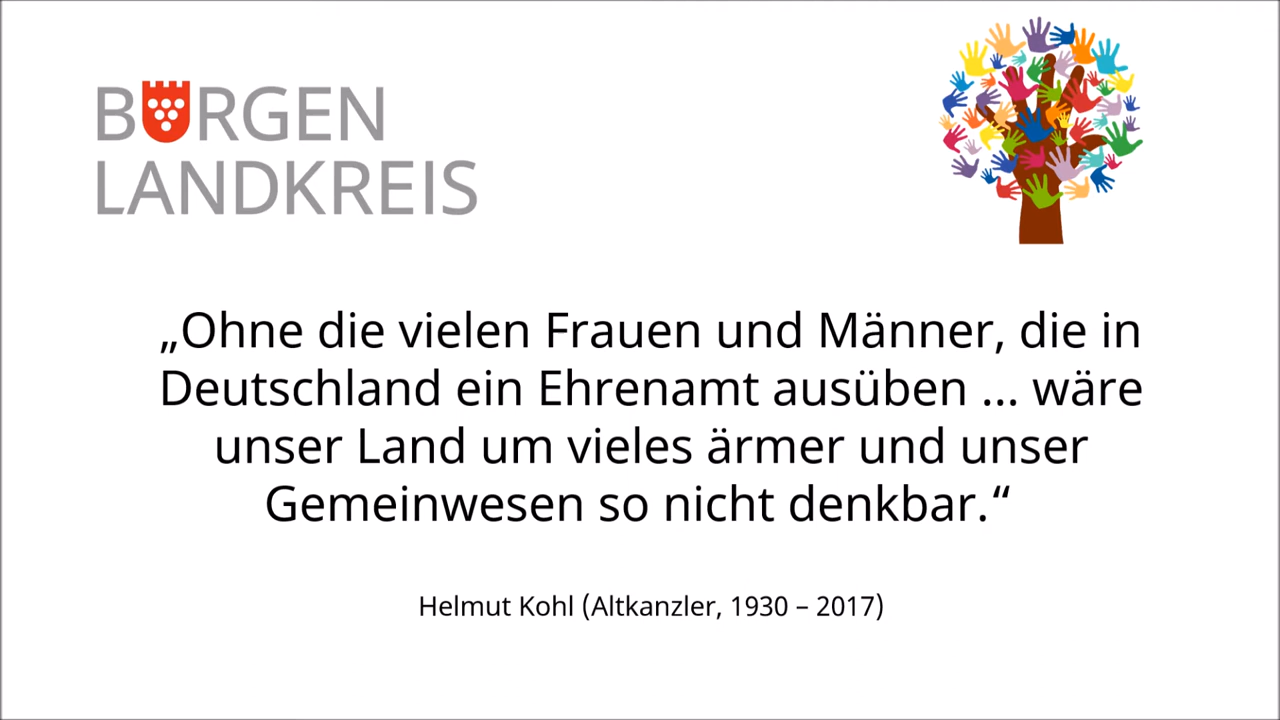 BURGEN
LANDKREIS
„Ohne die vielen Frauen und Männer, die in
Deutschland ein Ehrenamt ausüben ... wäre
unser Land um vieles ärmer und unser
Gemeinwesen so nicht denkbar.“
Helmut Kohl (Altkanzler, 1930 – 2017)